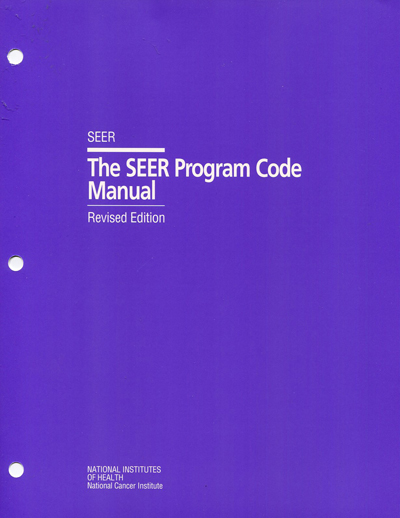 SEER
The SEER Program Code
Manual
Revised Edition
NATIONAL INSTITUTES
OF HEALTH
National Cancer Institute